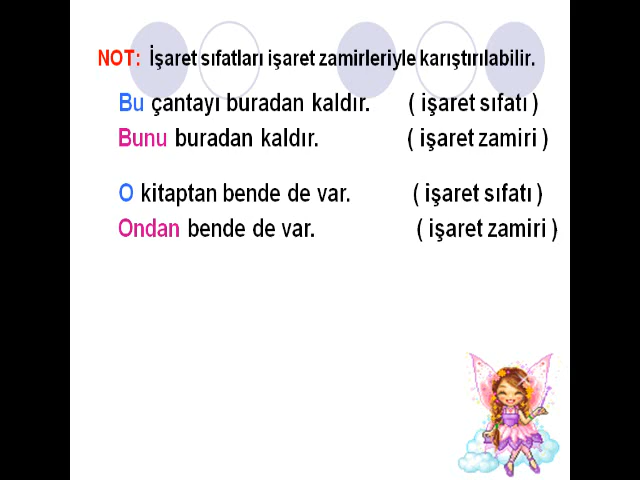 NOT: İşaret sıfatları işaret zamirleriyle karıştırılabilir.
Bu çantayı buradan kaldır. ( işaret sıfatı )
Bunu buradan kaldır. ( işaret zamiri )
O kitaptan bende de var. ( işaret sıfatı )
Ondan bende de var. ( işaret zamiri )